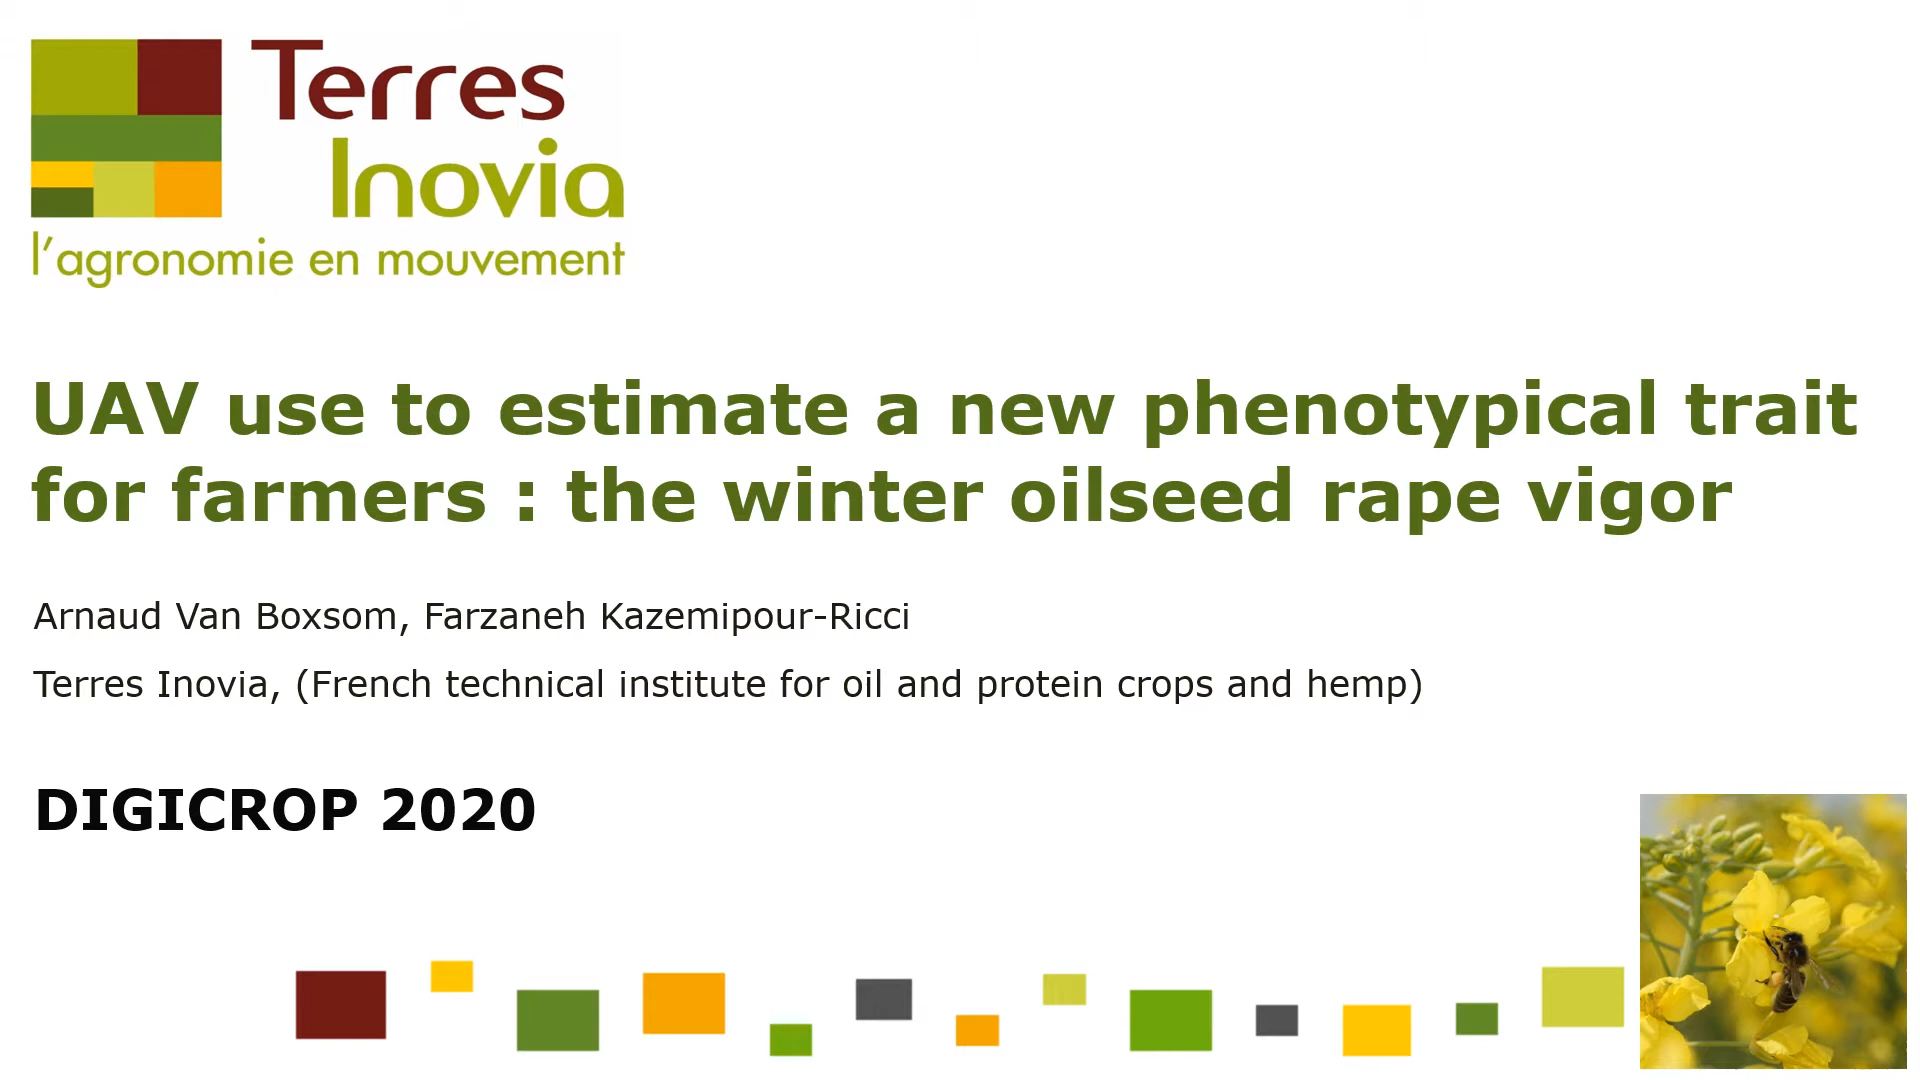 Terres
Inovia
l'agronomie en mouvement
UAV use to estimate a new phenotypical trait
for farmers : the winter oilseed rape vigor
Arnaud Van Boxsom, Farzaneh Kazemipour-Ricci
Terres Inovia, (French technical institute for oil and protein crops and hemp)
DIGICROP 2020